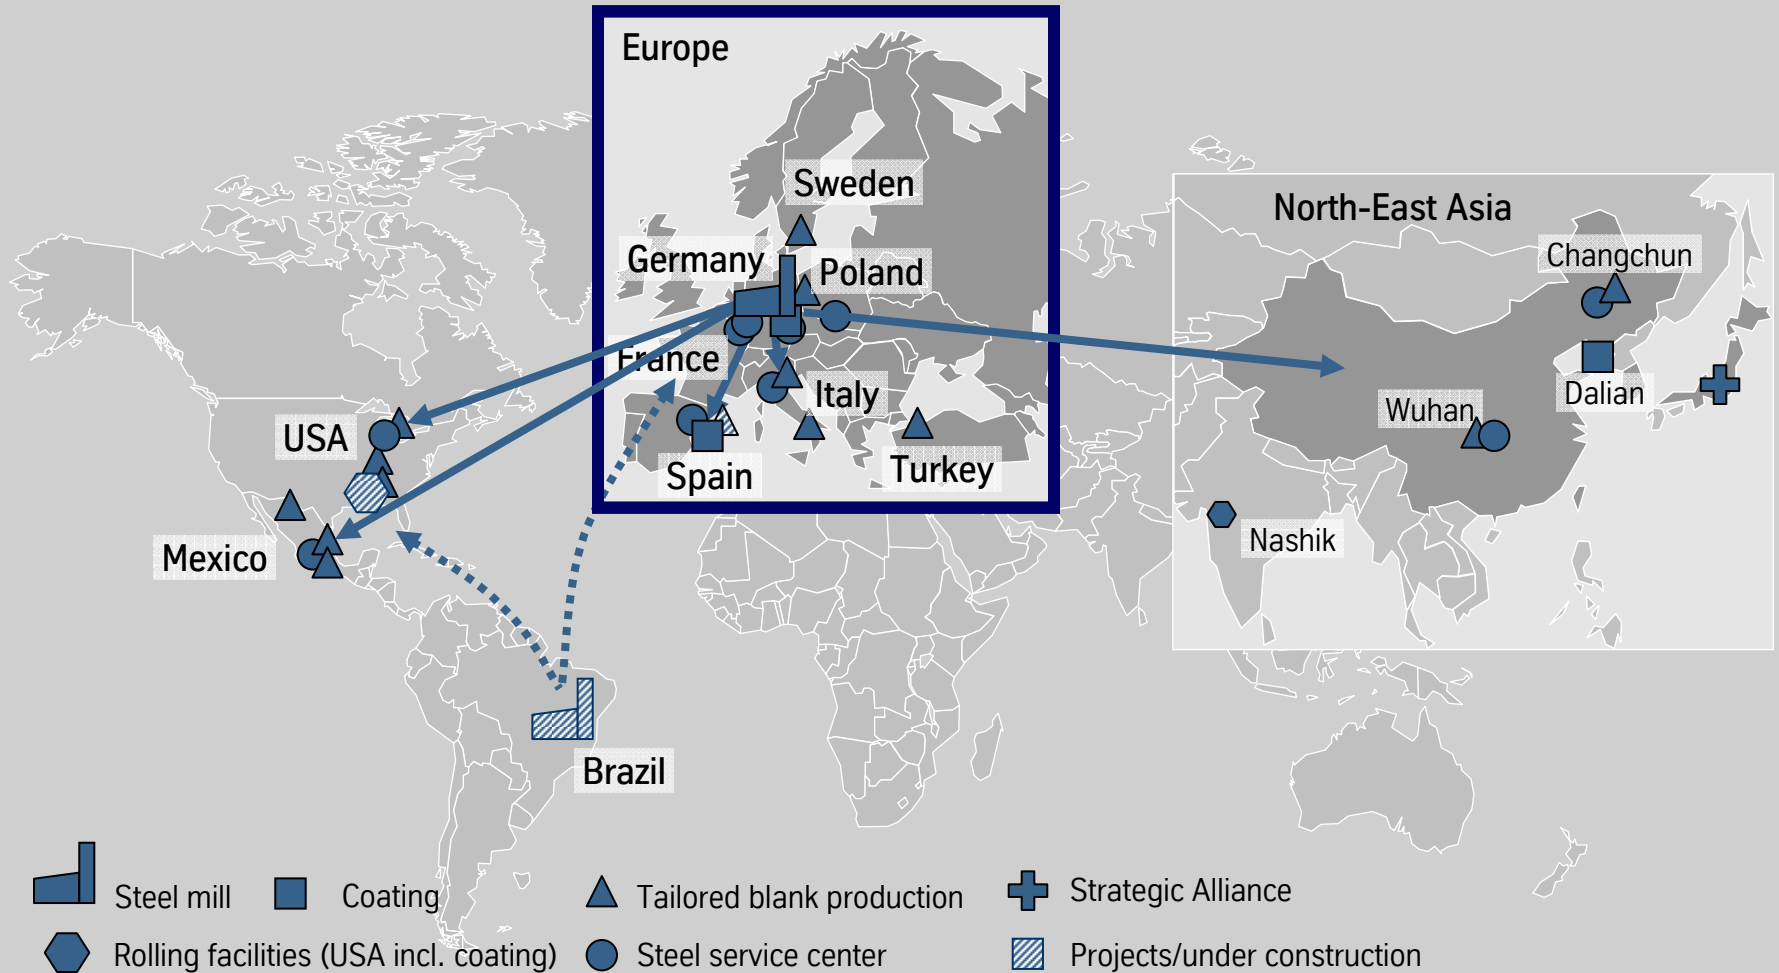 Europe
Sweden
North-East Asia
Germany
Poland
Changchun
France
Italy
Dalian
Wuhan
USA
Spain
Turkey
Nashik
Mexico
Brazil
Steel mill
Coating
Tailored blank production
Strategic Alliance
Rolling facilities (USA incl. coating)
Steel service center
Projects/under construction